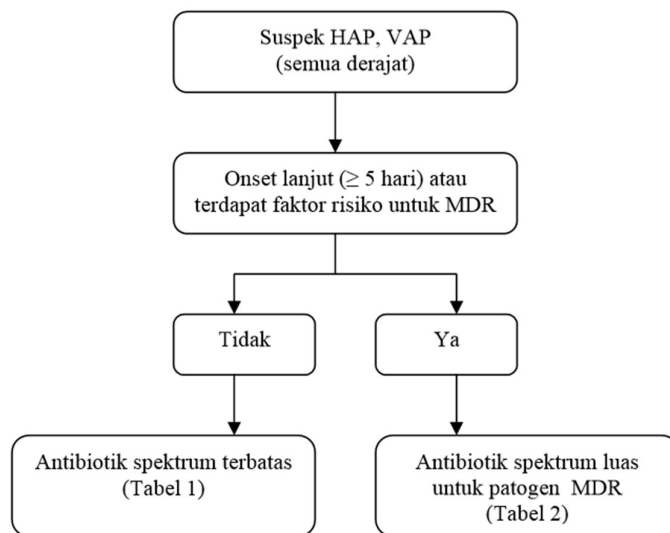 Suspek HAP, VAP
(semua derajat)
Onset lanjut (≥ 5 hari) atau
terdapat faktor risiko untuk MDR
Tidak
Ya
Antibiotik spektrum terbatas
(Tabel 1)
Antibiotik spektrum luas
untuk patogen MDR
(Tabel 2)